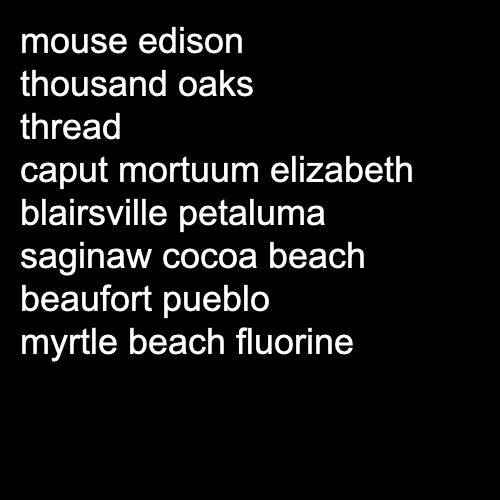 mouse edison
thousand oaks
thread
caput mortuum elizabeth
blairsville petaluma
saginaw cocoa beach
beaufort pueblo
myrtle beach fluorine